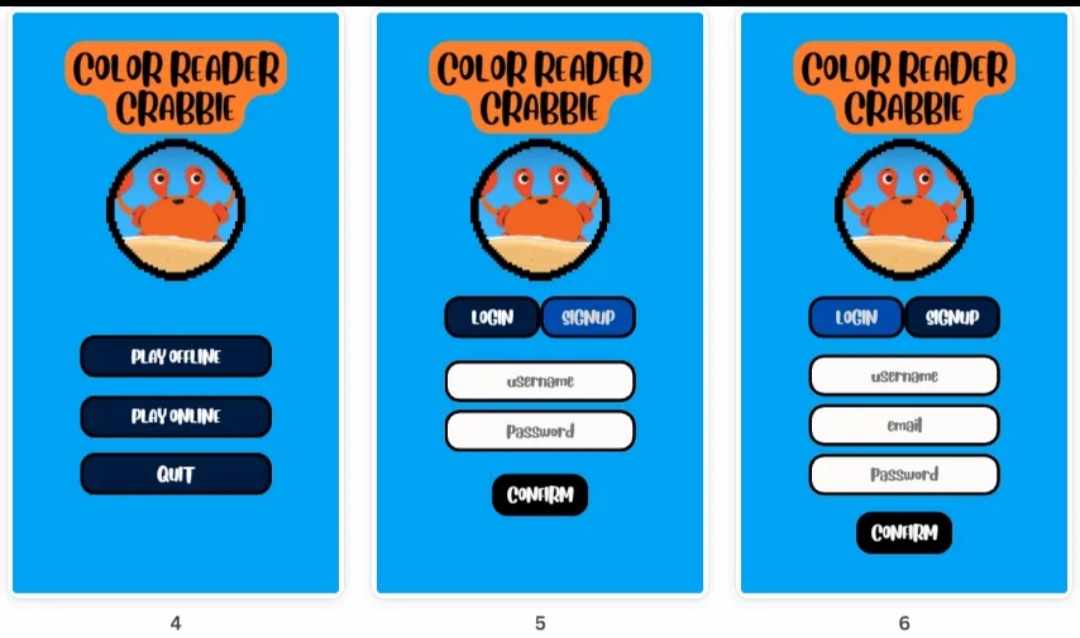 COLOR READER
CRABBIE
PLAY OFFLINE
PLAY ONLINE
QUIT
4
COLOR READER
CRABBIE
LOGIN SIGNUP
username
Password
CONFIRM
5
COLOR READER
CRABBIE
LOGIN SIGNUP
username
email
Password
CONFIRM
6